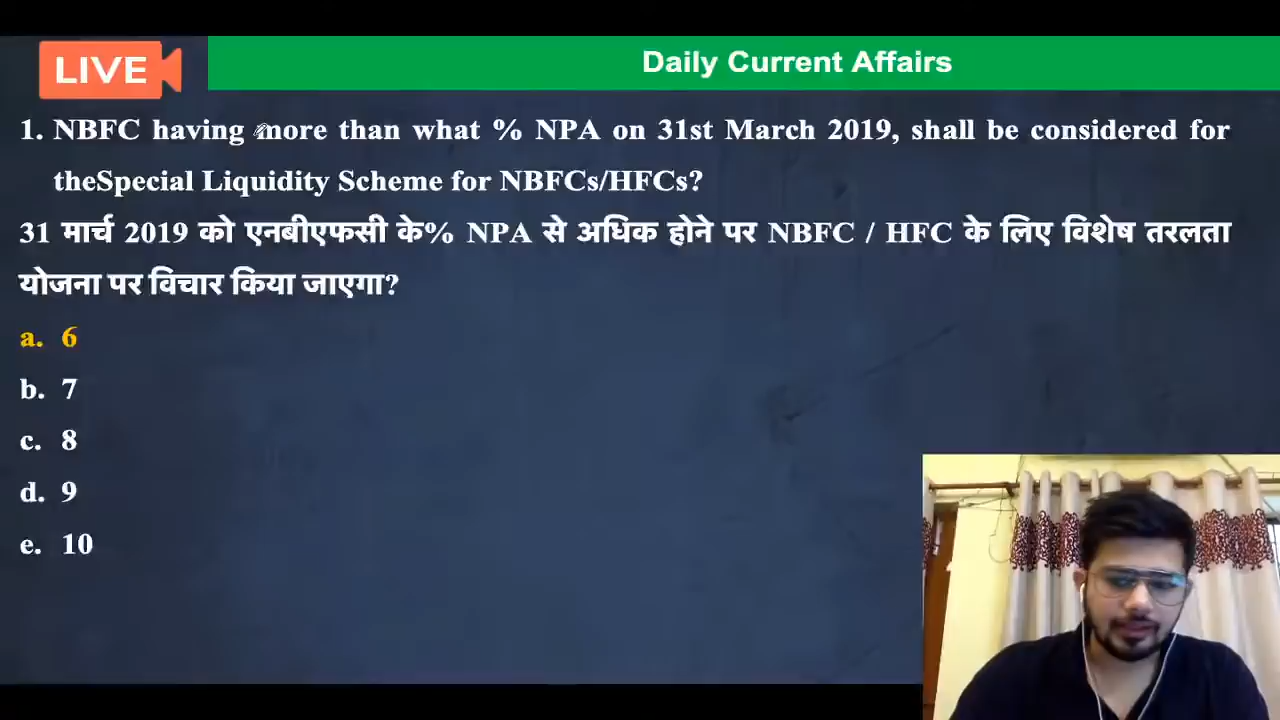 LIVE
Daily Current Affairs
1. NBFC having more than what % NPA on 31st March 2019, shall be considered for
theSpecial Liquidity Scheme for NBFCs/HFCs?
31 मार्च 2019 को एनबीएफसी के% NPA से अधिक होने पर NBFC / HFC के लिए विशेष तरलता
योजना पर विचार किया जाएगा?
a. 6
b. 7
c. 8
d. 9
e. 10